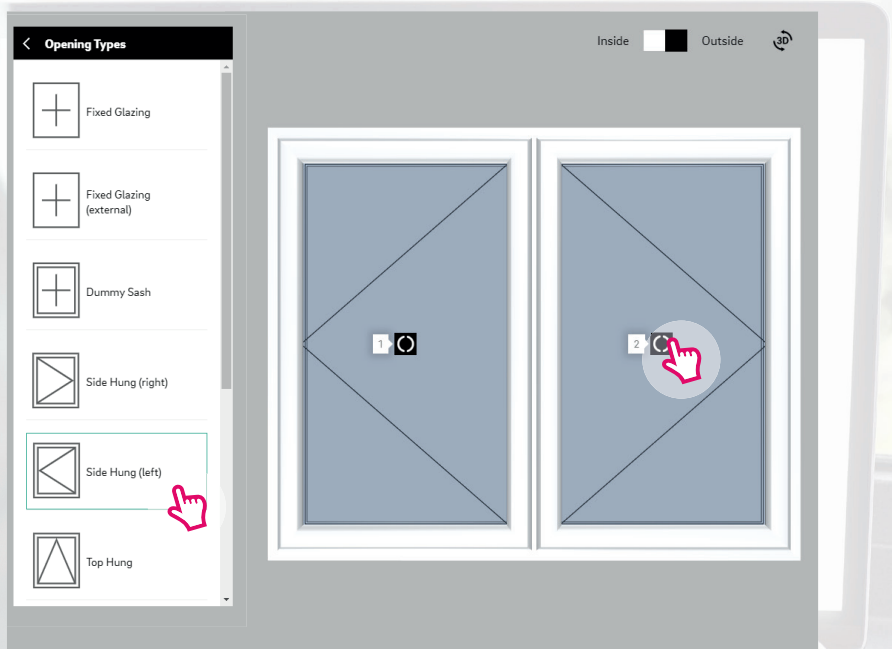 Opening Types
Inside
Outside
3D
Fixed Glazing
Fixed Glazing
(external)
Dummy Sash
Side Hung (right)
Side Hung (left)
Top Hung
1
2